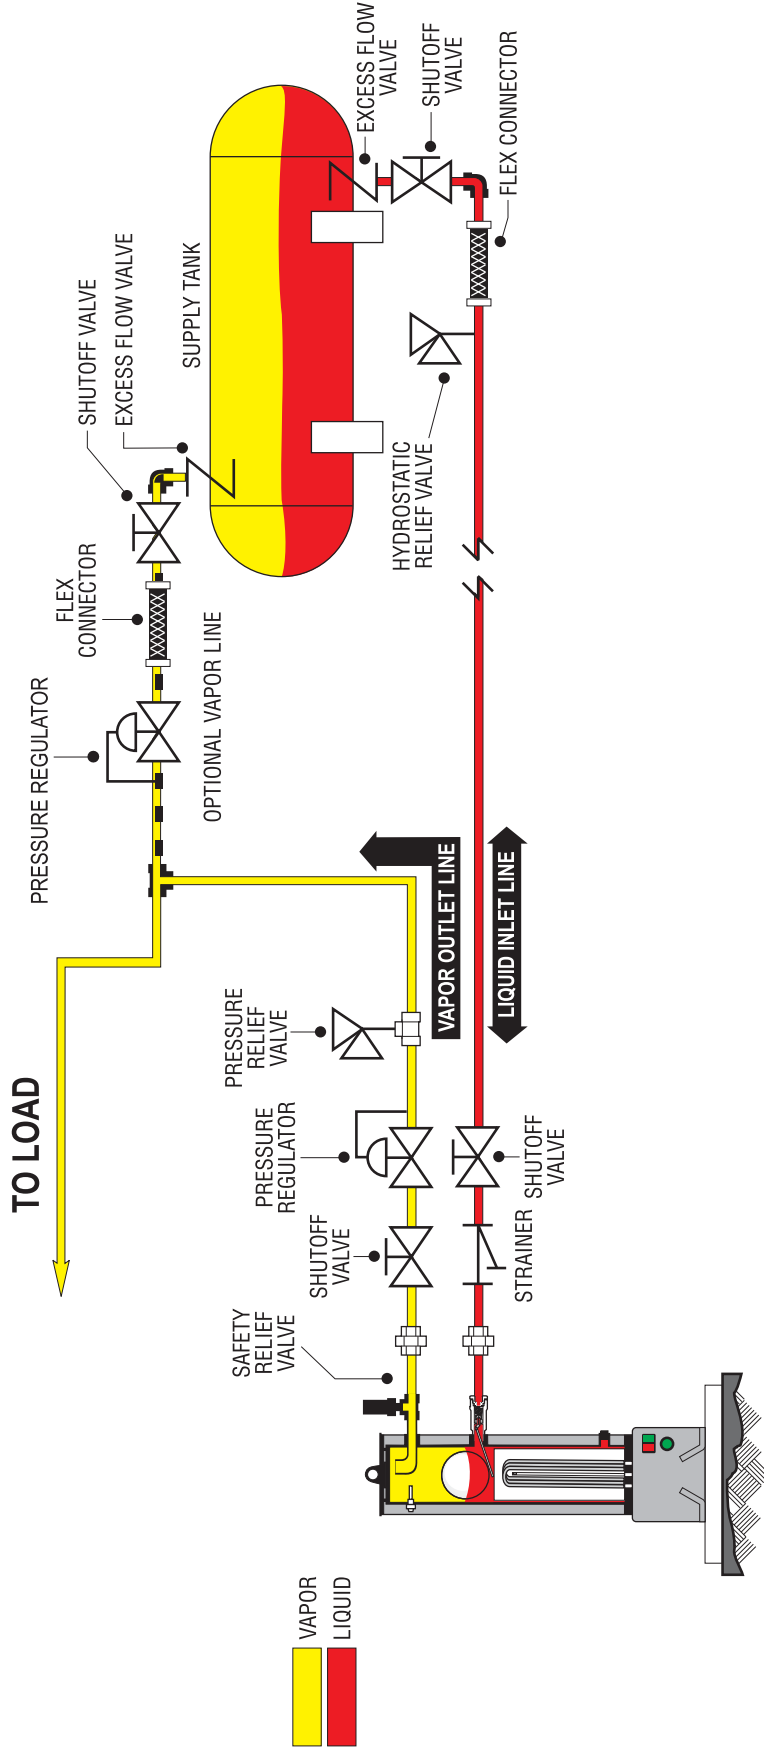 TO LOAD
PRESSURE REGULATOR
FLEX
CONNECTOR
SHUTOFF VALVE
EXCESS FLOW VALVE
SUPPLY TANK
OPTIONAL VAPOR LINE
EXCESS FLOW
VALVE
SHUTOFF
VALVE
FLEX CONNECTOR
HYDROSTATIC
RELIEF VALVE
PRESSURE
RELIEF
VALVE
VAPOR OUTLET LINE
LIQUID INLET LINE
PRESSURE
REGULATOR
SHUTOFF
VALVE
SAFETY
RELIEF
VALVE
SHUTOFF
VALVE
STRAINER
VAPOR
LIQUID